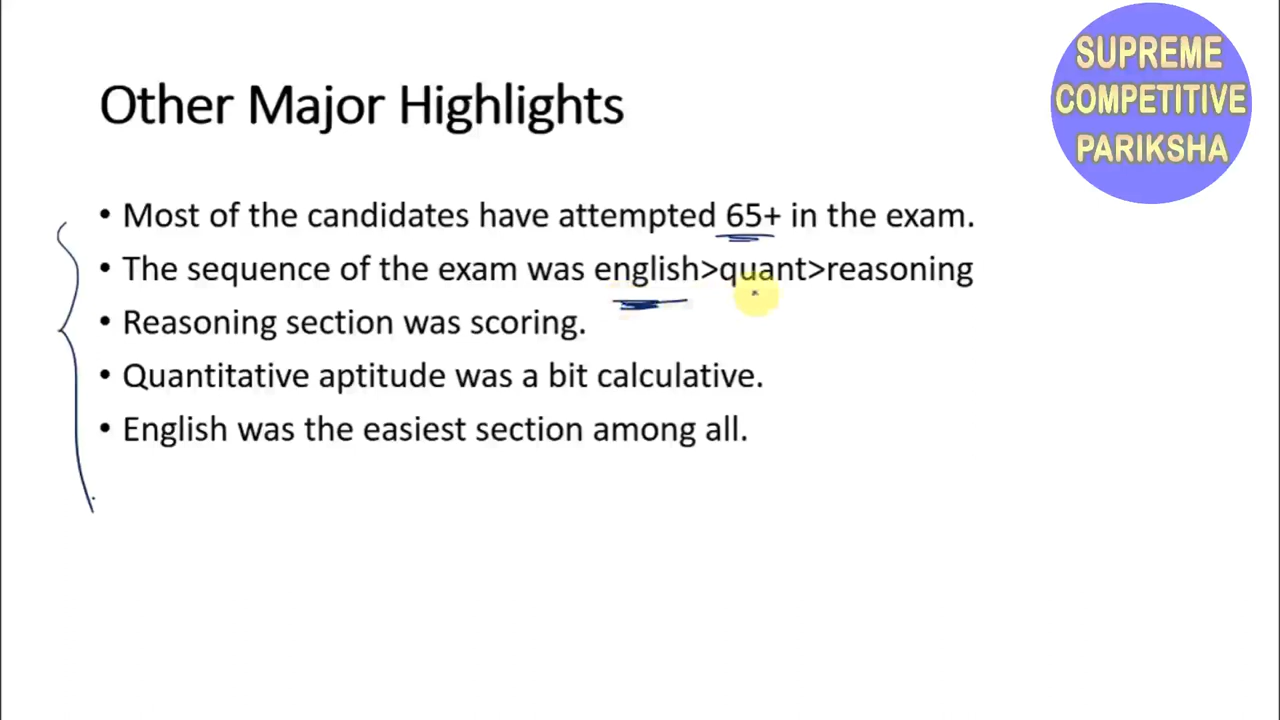 SUPREME
COMPETITIVE
PARIKSHA
Other Major Highlights
• Most of the candidates have attempted 65+ in the exam.
• The sequence of the exam was english>quant>reasoning
• Reasoning section was scoring.
• Quantitative aptitude was a bit calculative.
• English was the easiest section among all.